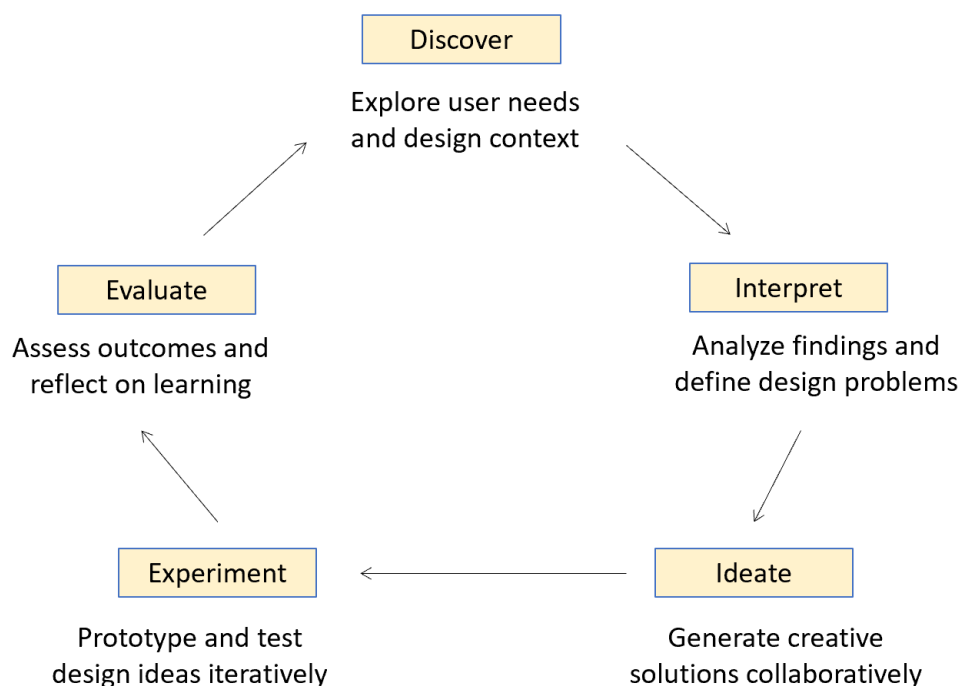 Discover
Explore user needs
and design context
Interpret
Analyze findings and
define design problems
Ideate
Generate creative
solutions collaboratively
Experiment
Prototype and test
design ideas iteratively
Evaluate
Assess outcomes and
reflect on learning